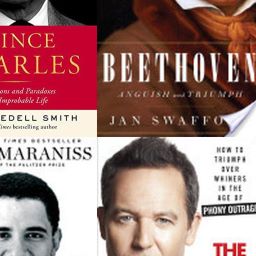 INCE
ARLES
ons and Paradoxes
Improbable Life
BEDELL SMITH
Times bestselling author
BEETHOVEN
ANGUISH AND TRIUMPH
JAN SWAFFO
TIMES BESTSELLER
MARANISS
OF THE PULITZER PRIZE
HOW TO
TRIUMPH
OVER
WHINERS
IN THE
AGE OF
PHONY OUTRAGE
THE